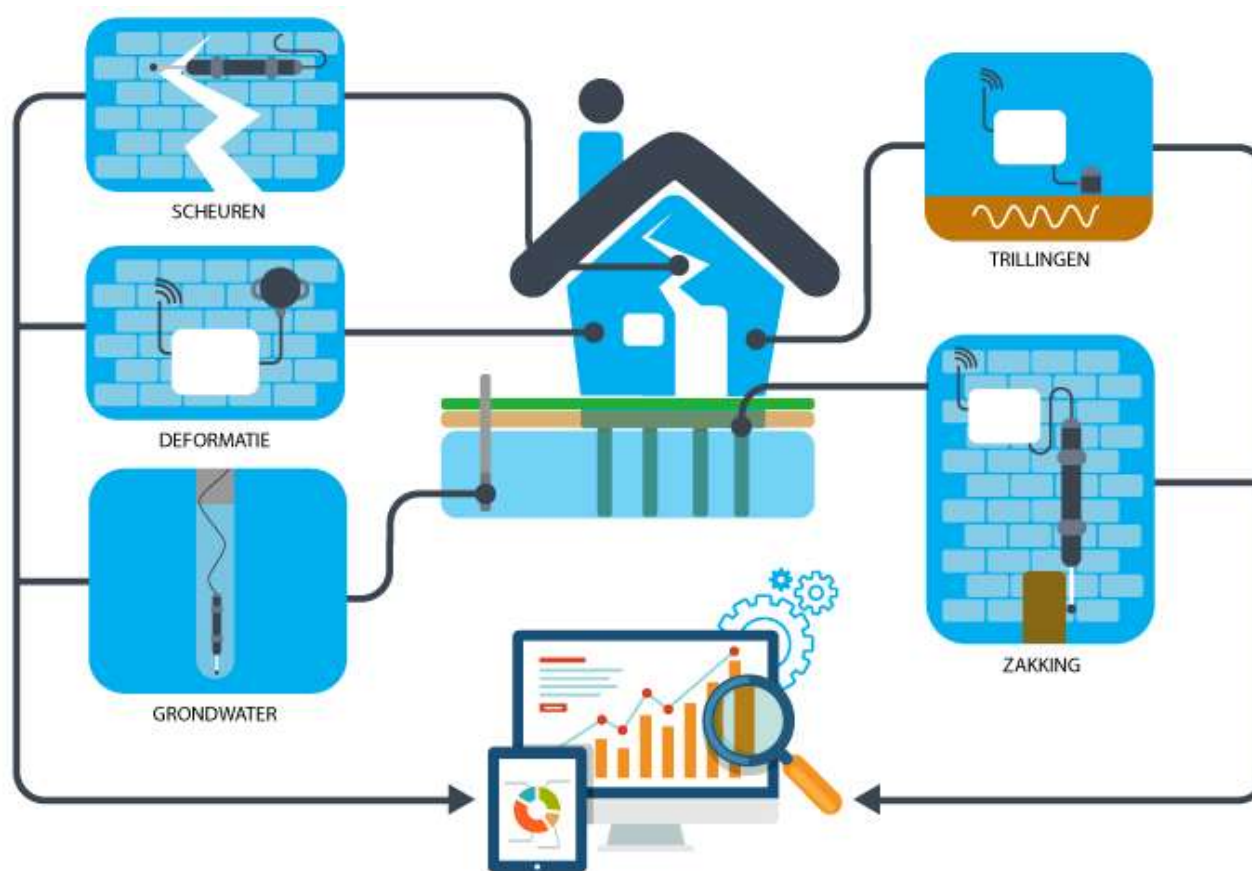 SCHEUREN
TRILLINGEN
DEFORMATIE
ZAKKING
GRONDWATER